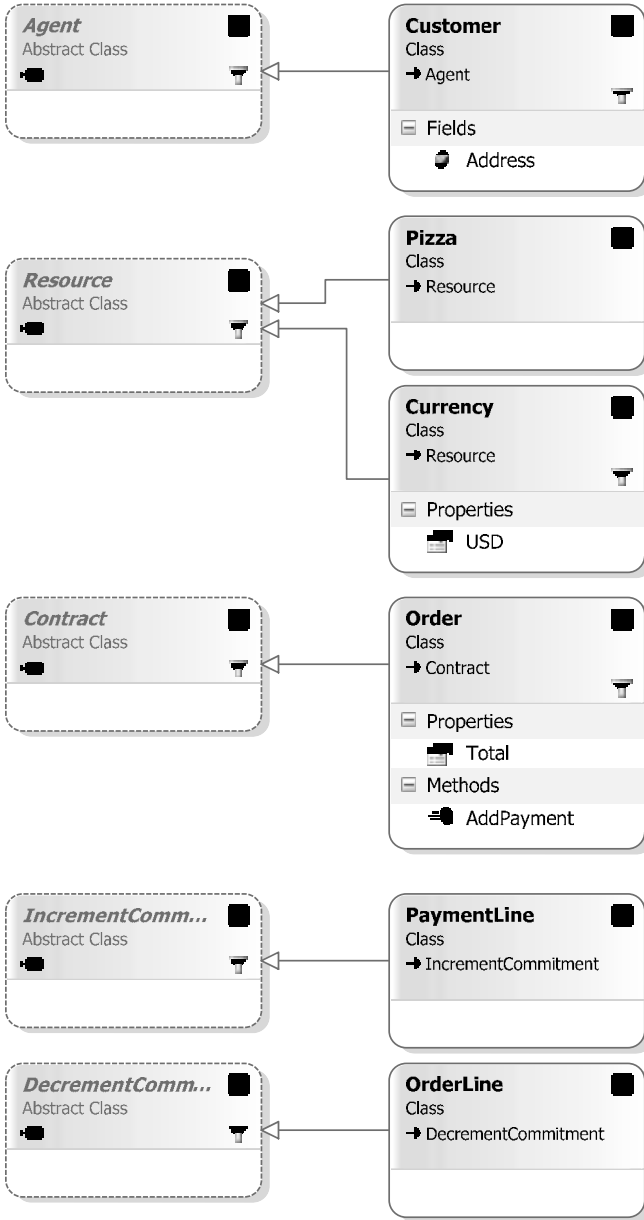 Agent
Abstract Class
Customer
Class
Agent
Fields
Address
Resource
Abstract Class
Pizza
Class
Resource
Currency
Class
Resource
Properties
USD
Contract
Abstract Class
Order
Class
Contract
Properties
Total
Methods
AddPayment
IncrementComm...
Abstract Class
PaymentLine
Class
IncrementCommitment
DecrementComm...
Abstract Class
OrderLine
Class
DecrementCommitment